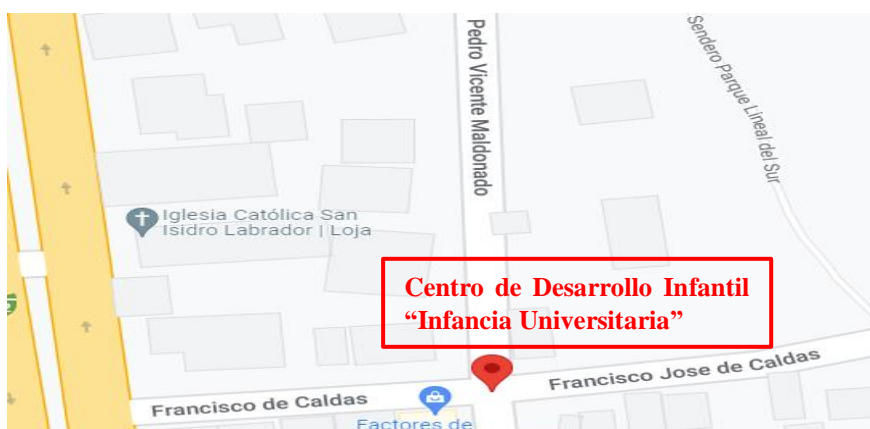 Pedro Vicente Maldonado
Sendero Parque Lineal del Sur
Iglesia Católica San
Isidro Labrador | Loja
Centro de Desarrollo Infantil
“Infancia Universitaria”
Francisco Jose de Caldas
Francisco de Caldas
Factores de